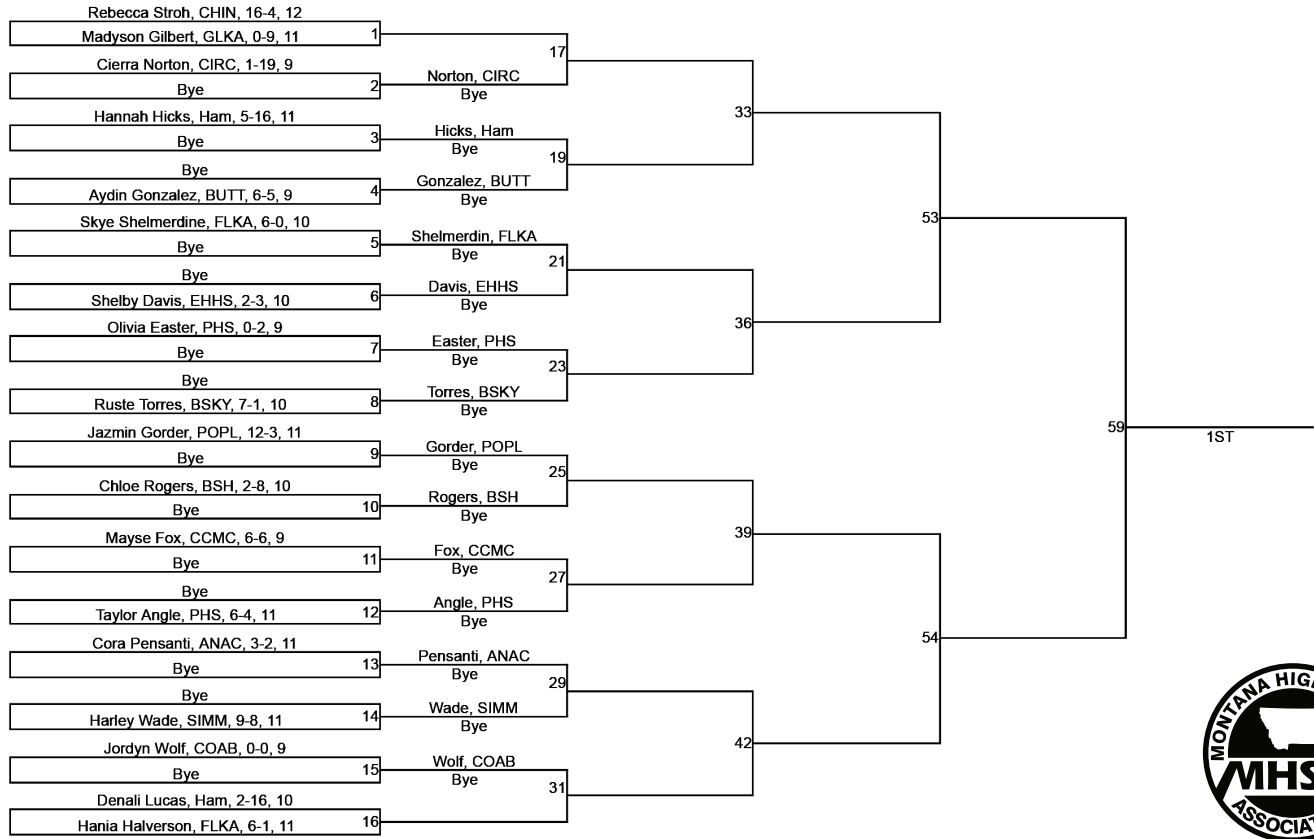 Rebecca Stroh, CHIN, 16-4, 12
Madyson Gilbert, GLKA, 0-9, 11
1
Cierra Norton, CIRC, 1-19, 9
Bye
2
Hannah Hicks, Ham, 5-16, 11
Bye
3
Bye
Aydin Gonzalez, BUTT, 6-5, 9
4
Skye Shelmerdine, FLKA, 6-0, 10
Bye
5
Bye
Shelby Davis, EHHS, 2-3, 10
6
Olivia Easter, PHS, 0-2, 9
Bye
7
Bye
Ruste Torres, BSKY, 7-1, 10
8
Jazmin Gorder, POPL, 12-3, 11
Bye
9
Chloe Rogers, BSH, 2-8, 10
Bye
10
Mayse Fox, CCMC, 6-6, 9
Bye
11
Bye
Taylor Angle, PHS, 6-4, 11
12
Cora Pensanti, ANAC, 3-2, 11
Bye
13
Bye
Harley Wade, SIMM, 9-8, 11
14
Jordyn Wolf, COAB, 0-0, 9
Bye
15
Denali Lucas, Ham, 2-16, 10
Hania Halverson, FLKA, 6-1, 11
16
17
Norton, CIRC
Bye
Hicks, Ham
Bye
19
Gonzalez, BUTT
Bye
Shelmerdin, FLKA
Bye
21
Davis, EHHS
Bye
Easter, PHS
Bye
23
Torres, BSKY
Bye
Gorder, POPL
Bye
25
Rogers, BSH
Bye
Fox, CCMC
Bye
27
Angle, PHS
Bye
Pensanti, ANAC
Bye
29
Wade, SIMM
Bye
Wolf, COAB
Bye
31
33
36
39
42
53
54
59
1ST
MONTANA HIG
MHS
ASSOCIAT